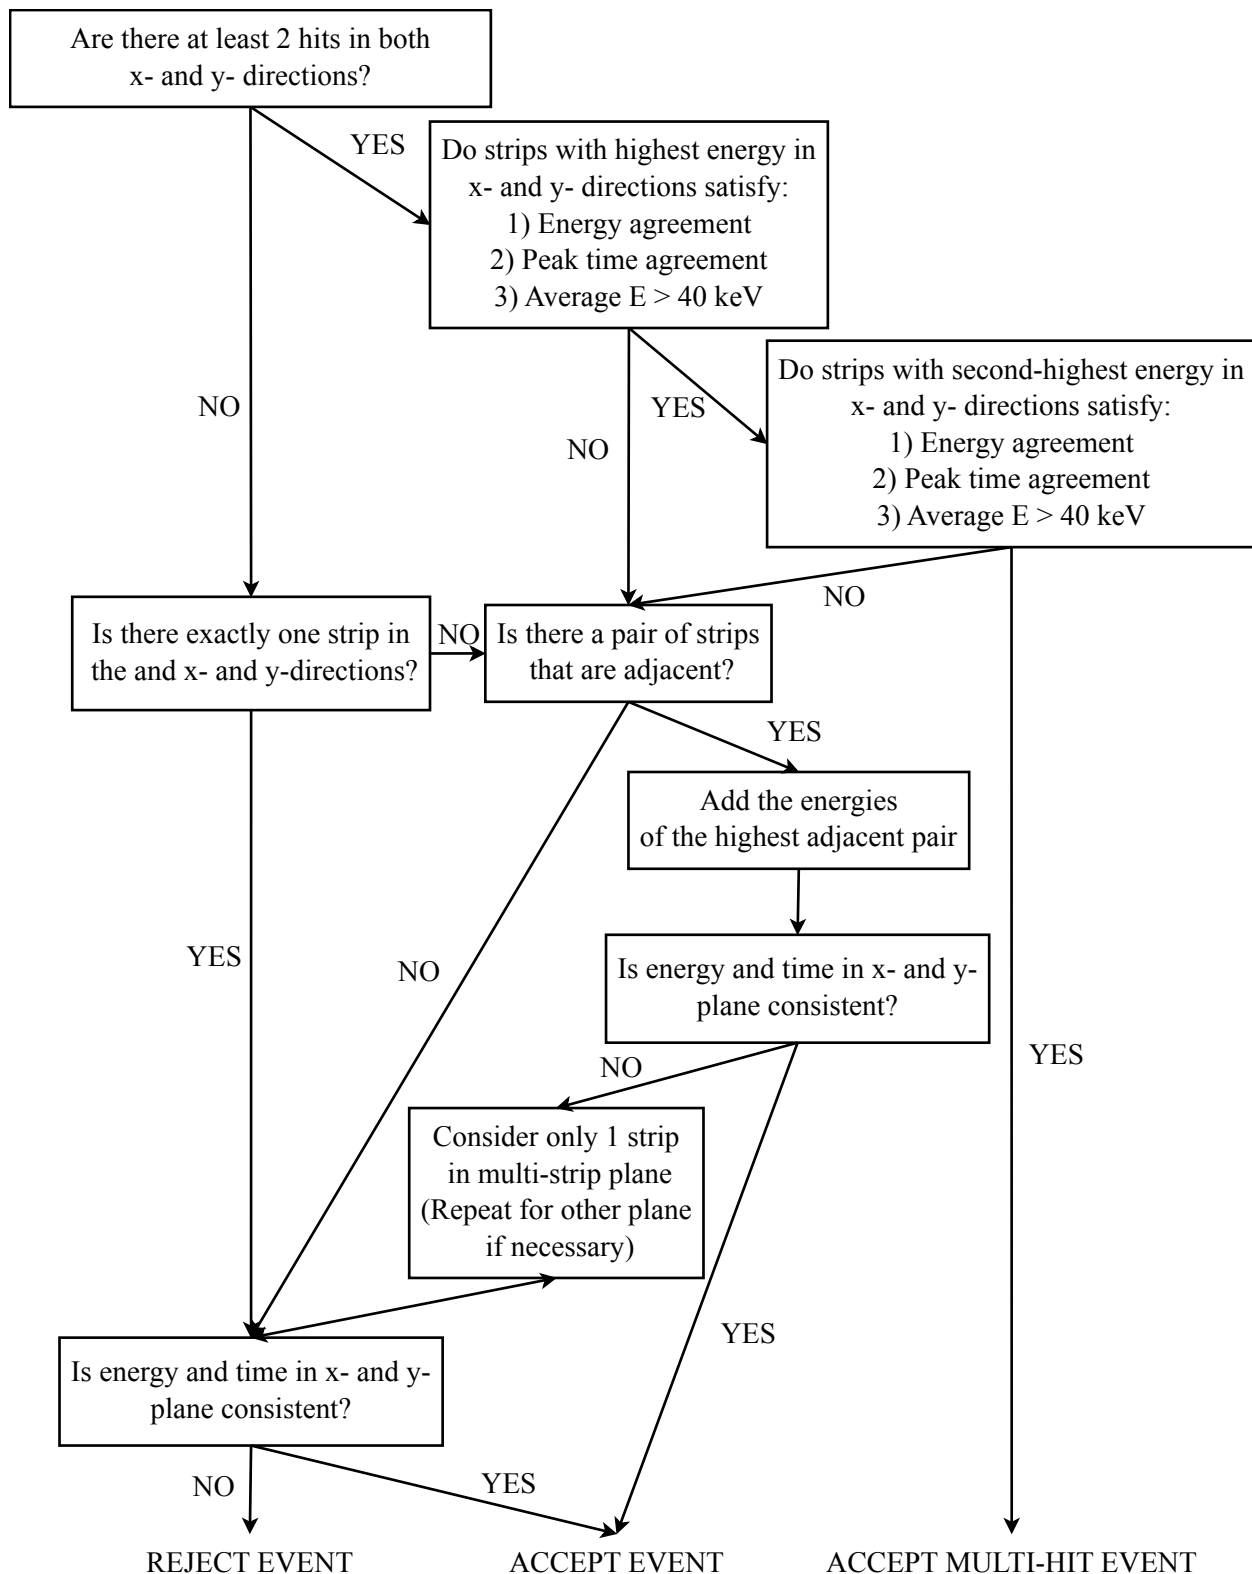 Are there at least 2 hits in both
x- and y- directions?
YES
Do strips with highest energy in
x- and y- directions satisfy:
1) Energy agreement
2) Peak time agreement
3) Average E > 40 keV
NO
YES
NO
Do strips with second-highest energy in
x- and y- directions satisfy:
1) Energy agreement
2) Peak time agreement
3) Average E > 40 keV
NO
Is there exactly one strip in
the and x- and y-directions?
NO
Is there a pair of strips
that are adjacent?
YES
Add the energies
of the highest adjacent pair
YES
NO
Is energy and time in x- and y-
plane consistent?
NO
YES
Consider only 1 strip
in multi-strip plane
(Repeat for other plane
if necessary)
YES
Is energy and time in x- and y-
plane consistent?
NO
YES
REJECT EVENT
ACCEPT EVENT
ACCEPT MULTI-HIT EVENT